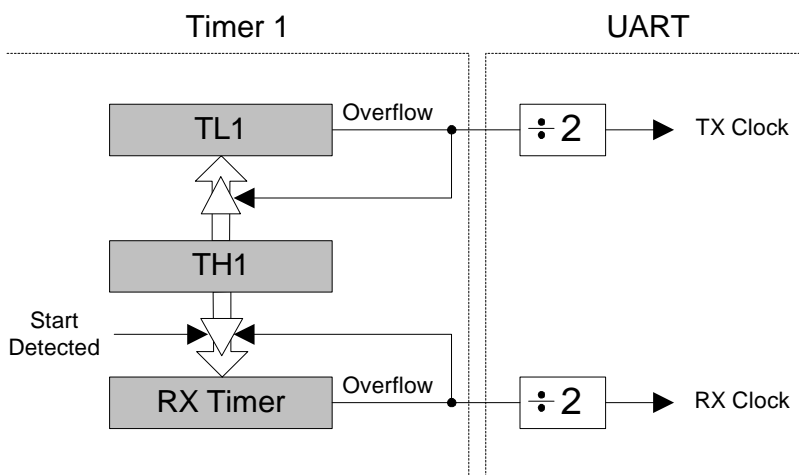 Timer 1
UART
TL1
Overflow
÷2
TX Clock
TH1
Start
Detected
RX Timer
Overflow
÷2
RX Clock